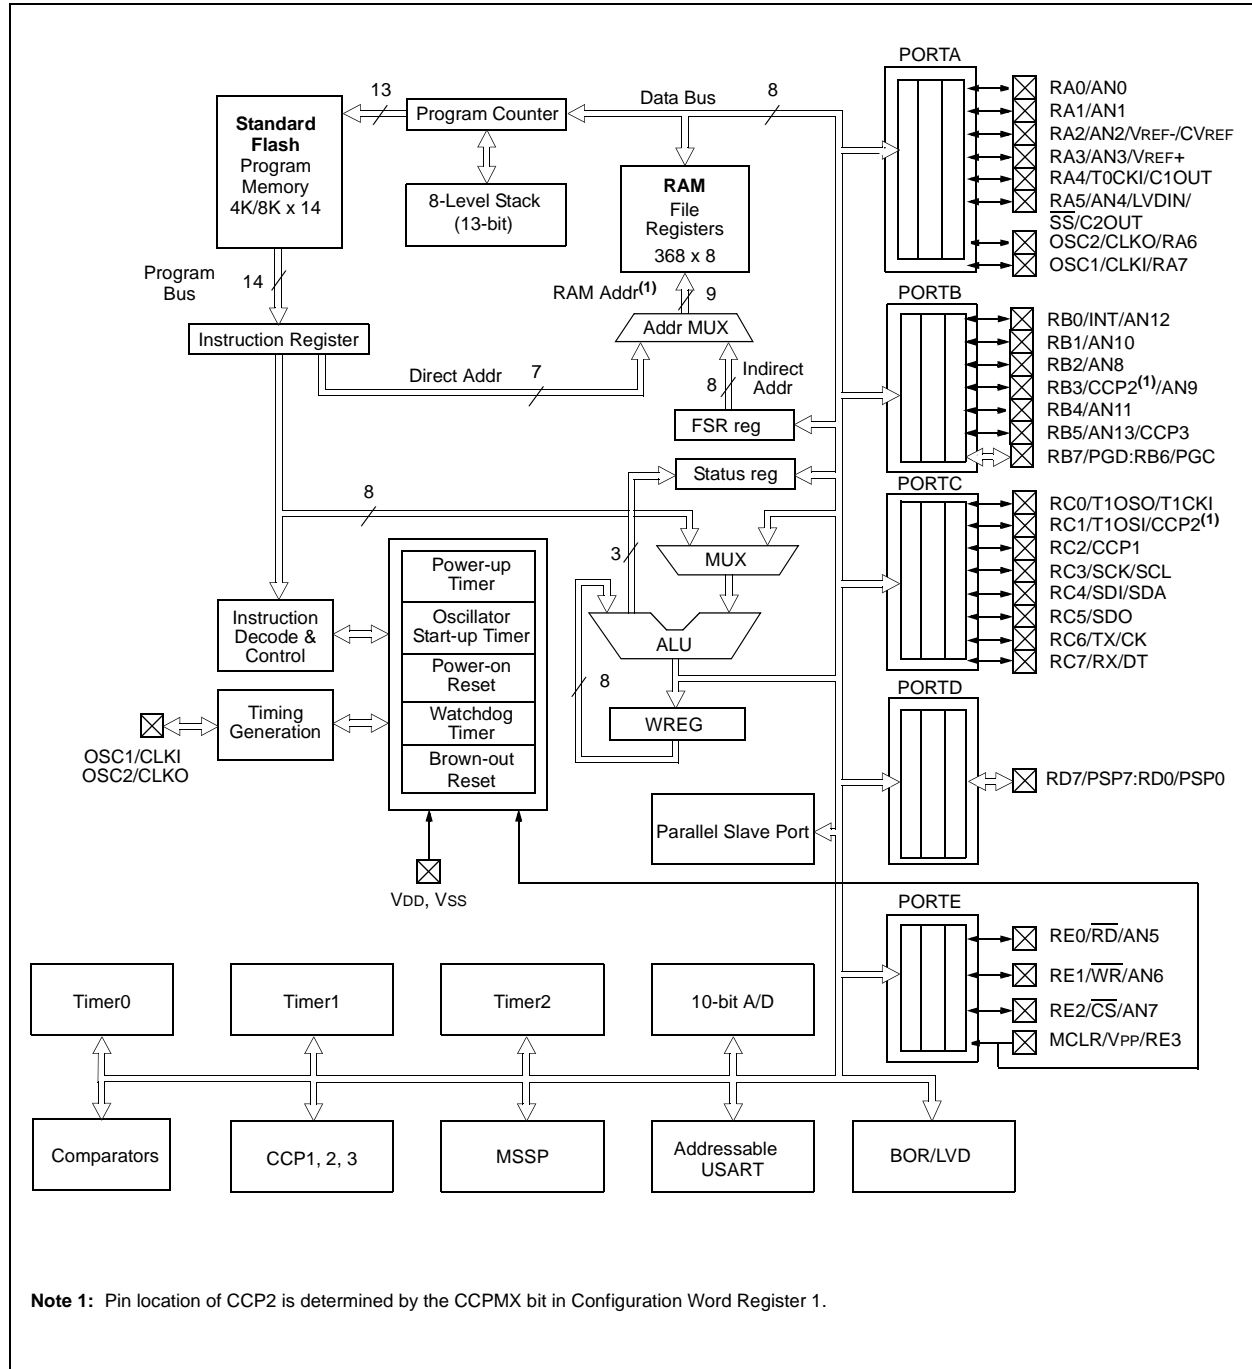 PORTA
13
Data Bus
8
Standard
Flash
Program
Memory
4K/8K x 14
Program Counter
8-Level Stack
(13-bit)
RAM
File
Registers
368 x 8
RA0/AN0
RA1/AN1
RA2/AN2/VREF-/CVREF
RA3/AN3/VREF+
RA4/T0CKI/C1OUT
RA5/AN4/LVDIN/
SS/C2OUT
OSC2/CLKO/RA6
OSC1/CLKI/RA7
Program
Bus
14
RAM Addr(1)
9
PORTB
Instruction Register
Addr MUX
Direct Addr
7
8
Indirect
Addr
FSR reg
RB0/INT/AN12
RB1/AN10
RB2/AN8
RB3/CCP2(1)/AN9
RB4/AN11
RB5/AN13/CCP3
RB7/PGD:RB6/PGC
Status reg
PORTC
8
3
MUX
RC0/T1OSO/T1CKI
RC1/T1OSI/CCP2(1)
RC2/CCP1
RC3/SCK/SCL
RC4/SDI/SDA
RC5/SDO
RC6/TX/CK
RC7/RX/DT
Power-up
Timer
Oscillator
Start-up Timer
Power-on
Reset
Watchdog
Timer
Brown-out
Reset
Instruction
Decode &
Control
ALU
8
WREG
Timing
Generation
OSC1/CLKI
OSC2/CLKO
PORTD
RD7/PSP7:RD0/PSP0
Parallel Slave Port
VDD, VSS
PORTE
RE0/RD/AN5
RE1/WR/AN6
RE2/CS/AN7
MCLR/VPP/RE3
Timer0
Timer1
Timer2
10-bit A/D
Comparators
CCP1, 2, 3
MSSP
Addressable
USART
BOR/LVD
Note 1: Pin location of CCP2 is determined by the CCPMX bit in Configuration Word Register 1.